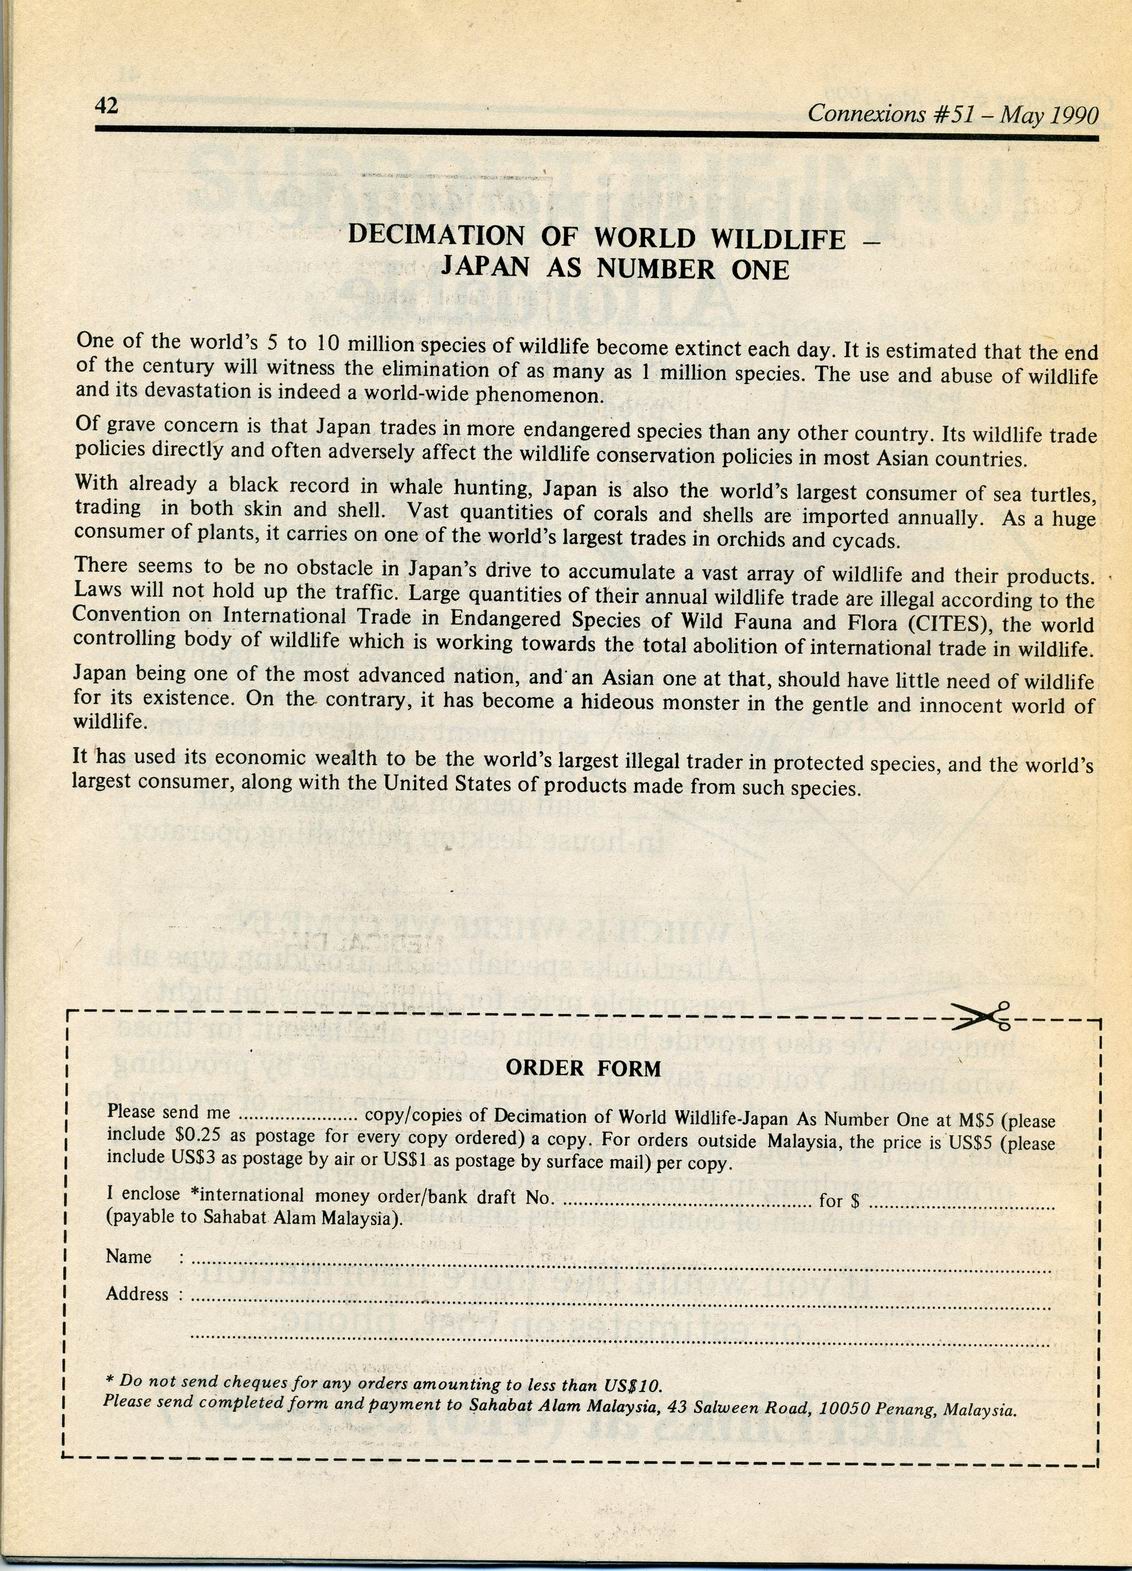 42
Connexions #51 – May 1990
DECIMATION OF WORLD WILDLIFE –
JAPAN AS NUMBER ONE
One of the world's 5 to 10 million species of wildlife become extinct each day. It is estimated that the end
of the century will witness the elimination of as many as 1 million species. The use and abuse of wildlife
and its devastation is indeed a world-wide phenomenon.
Of grave concern is that Japan trades in more endangered species than any other country. Its wildlife trade
policies directly and often adversely affect the wildlife conservation policies in most Asian countries.
With already a black record in whale hunting, Japan is also the world's largest consumer of sea turtles,
trading in both skin and shell. Vast quantities of corals and shells are imported annually. As a huge
consumer of plants, it carries on one of the world's largest trades in orchids and cycads.
There seems to be no obstacle in Japan's drive to accumulate a vast array of wildlife and their products.
Laws will not hold up the traffic. Large quantities of their annual wildlife trade are illegal according to the
Convention on International Trade in Endangered Species of Wild Fauna and Flora (CITES), the world
controlling body of wildlife which is working towards the total abolition of international trade in wildlife.
Japan being one of the most advanced nation, and an Asian one at that, should have little need of wildlife
for its existence. On the contrary, it has become a hideous monster in the gentle and innocent world of
wildlife.
It has used its economic wealth to be the world's largest illegal trader in protected species, and the world's
largest consumer, along with the United States of products made from such species.
ORDER FORM
Please send me ...................... copy/copies of Decimation of World Wildlife-Japan As Number One at M$5 (please
include $0.25 as postage for every copy ordered) a copy. For orders outside Malaysia, the price is US$5 (please
include US$3 as postage by air or US$1 as postage by surface mail) per copy.
I enclose *international money order/bank draft No. .............................................. for $ ..................................
(payable to Sahabat Alam Malaysia).
Name : ..........................................................................................
Address : ..........................................................................................
..........................................................................................
* Do not send cheques for any orders amounting to less than US$10.
Please send completed form and payment to Sahabat Alam Malaysia, 43 Salween Road, 10050 Penang, Malaysia.